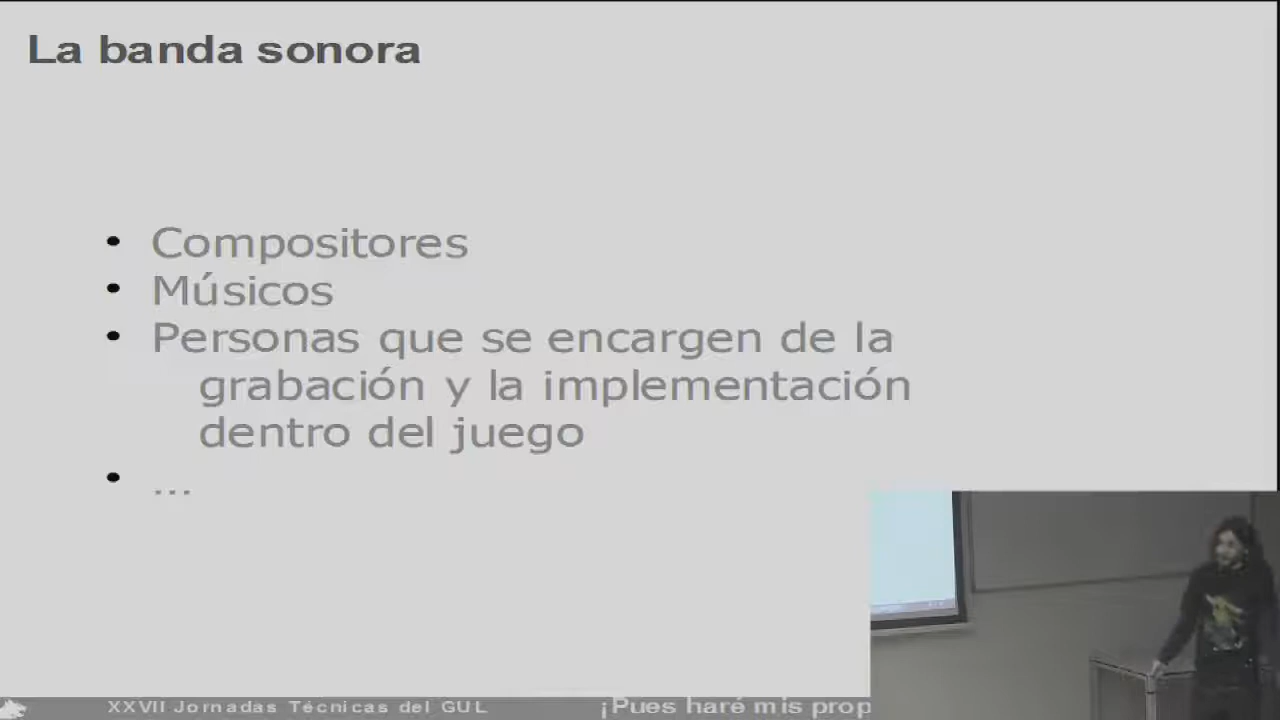 La banda sonora
• Compositores
• Músicos
• Personas que se encargen de la
grabación y la implementación
dentro del juego
• ...
XXVII Jornadas Técnicas del GUL
¡Pues haré mis prop